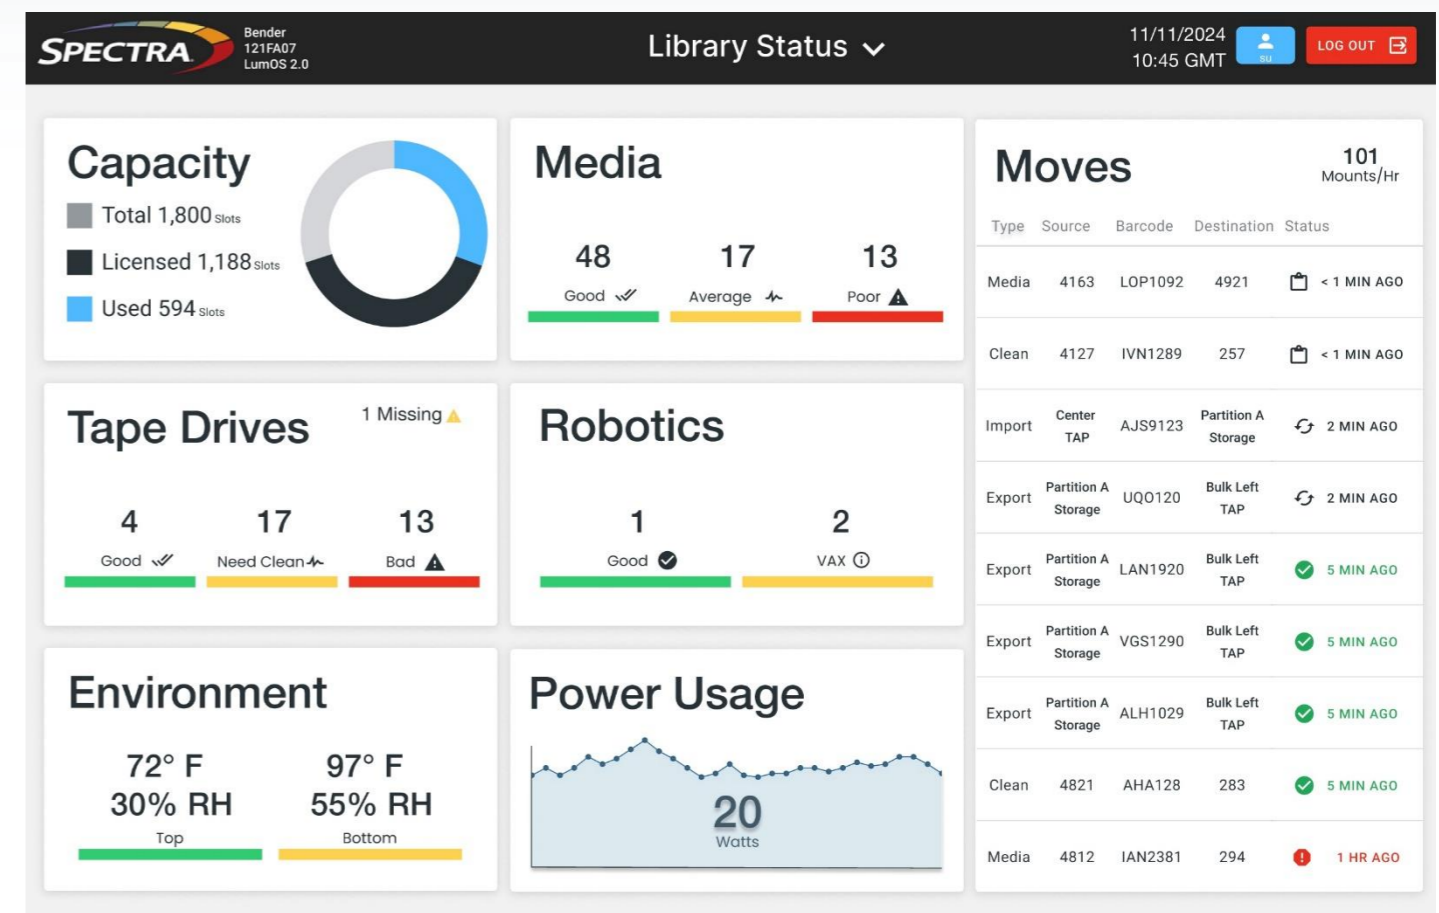 SPECTRA
Bender
121FA07
LumOS 2.0
Library Status
11/11/2024
10:45 GMT
su
LOG OUT
Capacity
Total 1,800 Slots
Licensed 1,188 Slots
Used 594 Slots
Media
48
Good
17
Average
13
Poor
Tape Drives
1 Missing
4
Good
17
Need Clean
13
Bad
Robotics
1
Good
2
VAX
Environment
72° F
30% RH
Top
97° F
55% RH
Bottom
Power Usage
20
Watts
Moves
101
Mounts/Hr
Type Source Barcode Destination Status
Media 4163 LOP1092 4921 < 1 MIN AGO
Clean 4127 IVN1289 257 < 1 MIN AGO
Import Center TAP AJS9123 Partition A Storage 2 MIN AGO
Export Partition A Storage UQO120 Bulk Left TAP 2 MIN AGO
Export Partition A Storage LAN1920 Bulk Left TAP 5 MIN AGO
Export Partition A Storage VGS1290 Bulk Left TAP 5 MIN AGO
Export Partition A Storage ALH1029 Bulk Left TAP 5 MIN AGO
Clean 4821 AHA128 283 5 MIN AGO
Media 4812 IAN2381 294 1 HR AGO